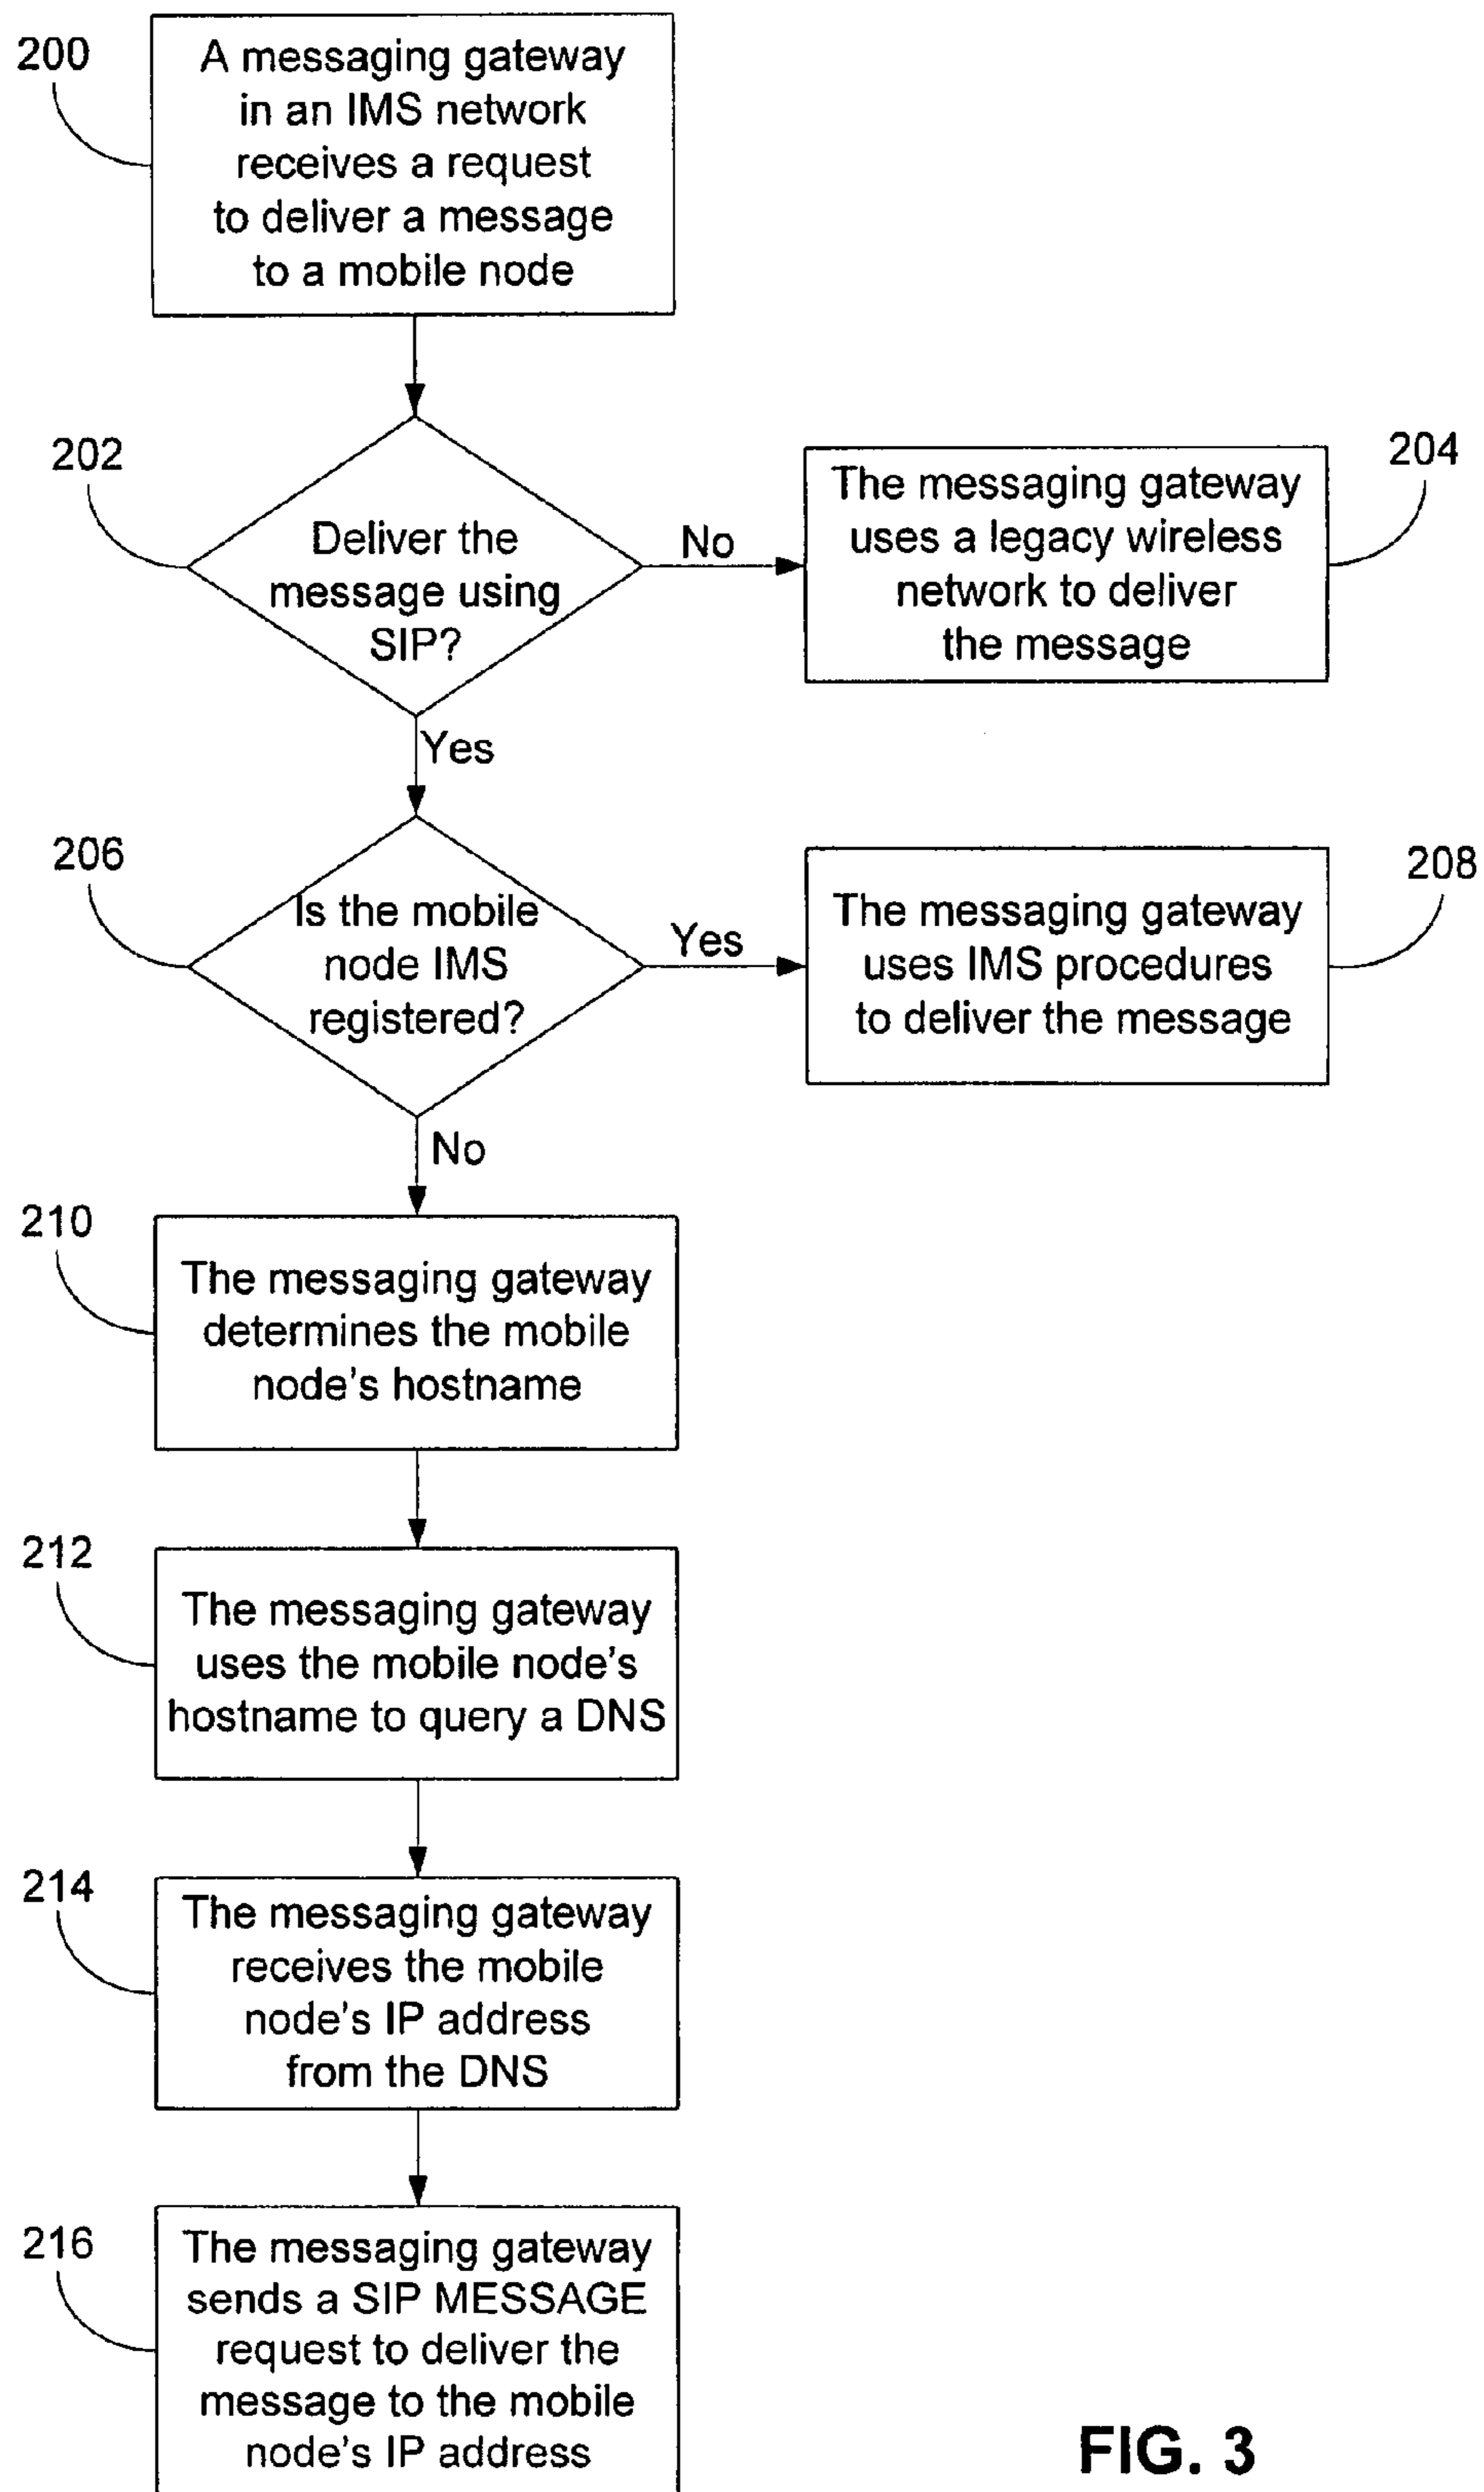 200
A messaging gateway
in an IMS network
receives a request
to deliver a message
to a mobile node
202
Deliver the
message using
SIP?
No
204
The messaging gateway
uses a legacy wireless
network to deliver
the message
Yes
206
Is the mobile
node IMS
registered?
Yes
208
The messaging gateway
uses IMS procedures
to deliver the message
No
210
The messaging gateway
determines the mobile
node's hostname
212
The messaging gateway
uses the mobile node's
hostname to query a DNS
214
The messaging gateway
receives the mobile
node's IP address
from the DNS
216
The messaging gateway
sends a SIP MESSAGE
request to deliver the
message to the mobile
node's IP address
FIG. 3